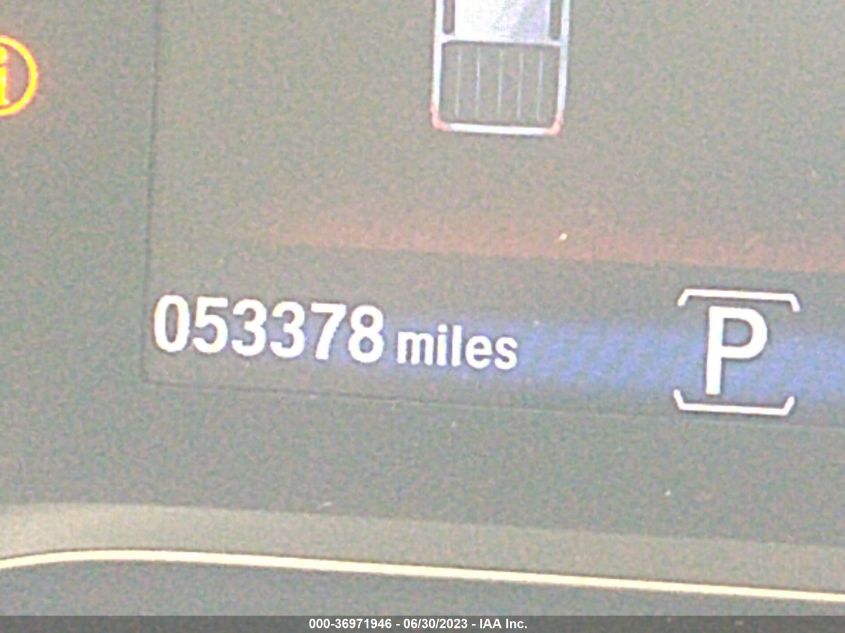 i
053378 miles
P
000-36971946 - 06/30/2023 - IAA Inc.